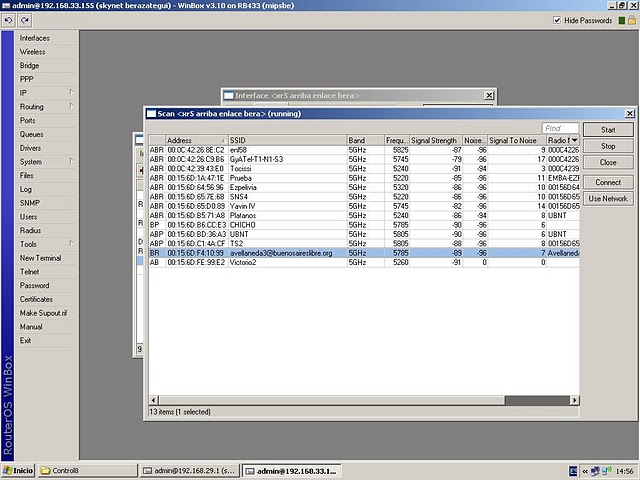 admin@192.168.33.155 (skynet berazategui) - WinBox v3.10 on RB433 (mipsbe)
Hide Passwords
Interfaces
Wireless
Bridge
PPP
IP
Routing
Ports
Queues
Drivers
System
Files
Log
SNMP
Users
Radius
Tools
New Terminal
Telnet
Password
Certificates
Make Supout.rif
Manual
Exit
RouterOS WinBox
Interface <xr5 arriba enlace bera>
Scan <xr5 arriba enlace bera> (running)
Find
Start
Stop
Close
Connect
Use Network
Address SSID Band Frequ... Signal Strength Noise... Signal To Noise Radio N
ABR 00:0C:42:26:8E:C2 en58 5GHz 5825 -87 -96 9 000C4226
ABR 00:0C:42:26:C9:B6 GyATel-T1-N1-S3 5GHz 5745 -79 -96 17 000C4226
ABR 00:0C:42:39:43:E0 Tocissi 5GHz 5240 -91 -94 3 000C4239
ABR 00:15:6D:1A:47:1E Prueba 5GHz 5220 -85 -96 11 EMBA-EZP
ABR 00:15:6D:64:56:96 Ezpelivia 5GHz 5320 -86 -96 10 00156D64
ABR 00:15:6D:65:7E:68 SNS4 5GHz 5220 -86 -96 10 00156D65
ABR 00:15:6D:65:D0:89 Yavin IV 5GHz 5745 -82 -96 14 00156D65
ABR 00:15:6D:B5:71:A8 Platanos 5GHz 5240 -86 -94 8 UBNT
BP 00:15:6D:B6:CC:E3 CHICHO 5GHz 5785 -90 -96 6
ABP 00:15:6D:BD:36:A3 UBNT 5GHz 5805 -90 -96 6 UBNT
ABP 00:15:6D:C1:4A:CF TS2 5GHz 5805 -88 -96 8 00156D65
BR 00:15:6D:F4:10:99 avellaneda3@buenosaireslibre.org 5GHz 5785 -89 -96 7 Avellaned
AB 00:15:6D:FE:99:E2 Victorio2 5GHz 5260 -91 0 0
13 items (1 selected)
Inicio
Control8
admin@192.168.29.1 (s...
admin@192.168.33.1...
ES
14:56